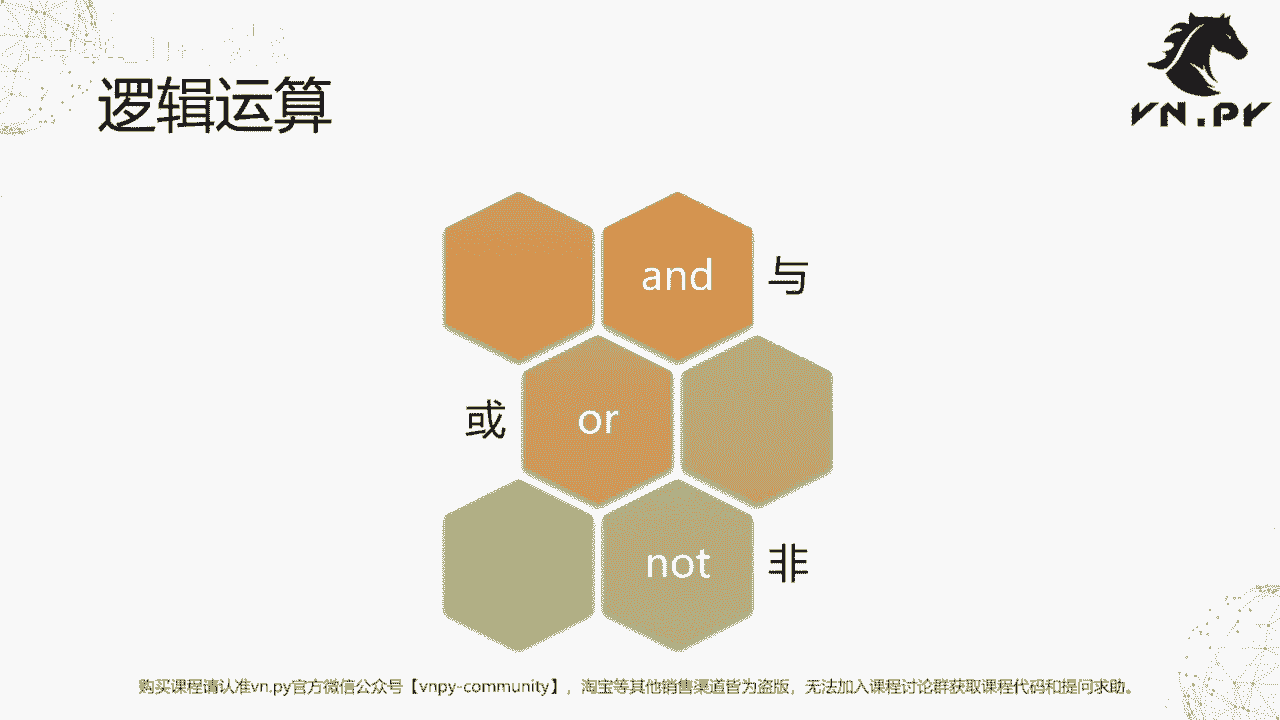 逻辑运算
VN.PY
and 与
或 or
not 非
购买课程请认准vn.py官方微信公众号【vnpy-community】，淘宝等其他销售渠道皆为盗版，无法加入课程讨论群获取课程代码和提问求助。